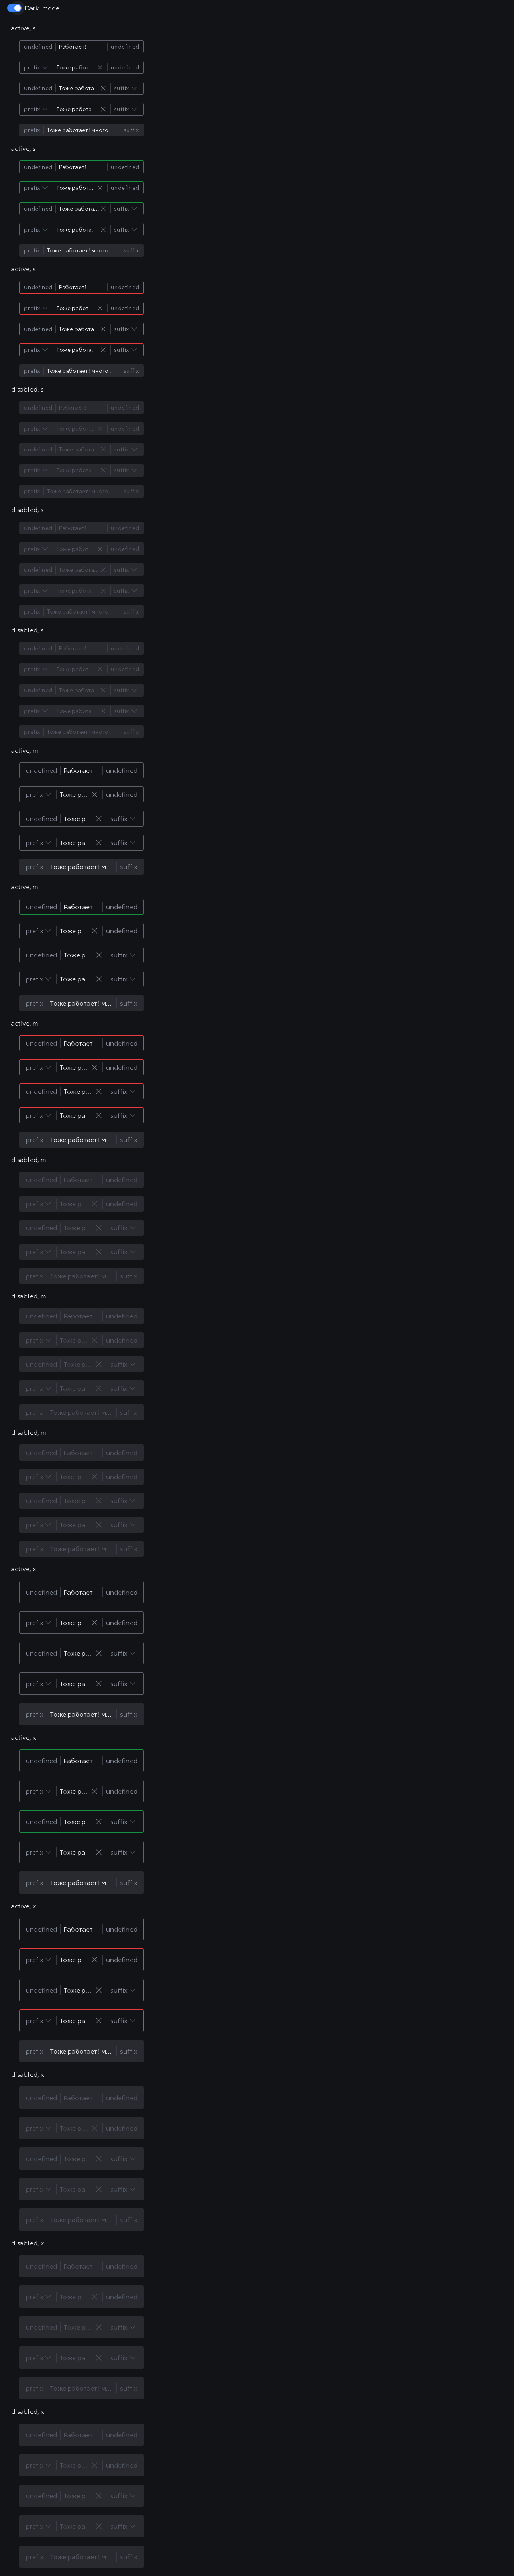 Dark_mode
active, s
undefined Работает! undefined
prefix Тоже работ... undefined
undefined Тоже работа... suffix
prefix Тоже работа... suffix
prefix Тоже работает! много ... suffix
active, s
undefined Работает! undefined
prefix Тоже работ... undefined
undefined Тоже работа... suffix
prefix Тоже работа... suffix
prefix Тоже работает! много ... suffix
active, s
undefined Работает! undefined
prefix Тоже работ... undefined
undefined Тоже работа... suffix
prefix Тоже работа... suffix
prefix Тоже работает! много ... suffix
disabled, s
undefined Работает! undefined
prefix Тоже работ... undefined
undefined Тоже работа... suffix
prefix Тоже работа... suffix
prefix Тоже работает! много ... suffix
disabled, s
undefined Работает! undefined
prefix Тоже работ... undefined
undefined Тоже работа... suffix
prefix Тоже работа... suffix
prefix Тоже работает! много ... suffix
disabled, s
undefined Работает! undefined
prefix Тоже работ... undefined
undefined Тоже работа... suffix
prefix Тоже работа... suffix
prefix Тоже работает! много ... suffix
active, m
undefined Работает! undefined
prefix Тоже р... undefined
undefined Тоже р... suffix
prefix Тоже ра... suffix
prefix Тоже работает! м... suffix
active, m
undefined Работает! undefined
prefix Тоже р... undefined
undefined Тоже р... suffix
prefix Тоже ра... suffix
prefix Тоже работает! м... suffix
active, m
undefined Работает! undefined
prefix Тоже р... undefined
undefined Тоже р... suffix
prefix Тоже ра... suffix
prefix Тоже работает! м... suffix
disabled, m
undefined Работает! undefined
prefix Тоже р... undefined
undefined Тоже р... suffix
prefix Тоже ра... suffix
prefix Тоже работает! м... suffix
disabled, m
undefined Работает! undefined
prefix Тоже р... undefined
undefined Тоже р... suffix
prefix Тоже ра... suffix
prefix Тоже работает! м... suffix
disabled, m
undefined Работает! undefined
prefix Тоже р... undefined
undefined Тоже р... suffix
prefix Тоже ра... suffix
prefix Тоже работает! м... suffix
active, xl
undefined Работает! undefined
prefix Тоже р... undefined
undefined Тоже р... suffix
prefix Тоже ра... suffix
prefix Тоже работает! м... suffix
active, xl
undefined Работает! undefined
prefix Тоже р... undefined
undefined Тоже р... suffix
prefix Тоже ра... suffix
prefix Тоже работает! м... suffix
active, xl
undefined Работает! undefined
prefix Тоже р... undefined
undefined Тоже р... suffix
prefix Тоже ра... suffix
prefix Тоже работает! м... suffix
disabled, xl
undefined Работает! undefined
prefix Тоже р... undefined
undefined Тоже р... suffix
prefix Тоже ра... suffix
prefix Тоже работает! м... suffix
disabled, xl
undefined Работает! undefined
prefix Тоже р... undefined
undefined Тоже р... suffix
prefix Тоже ра... suffix
prefix Тоже работает! м... suffix
disabled, xl
undefined Работает! undefined
prefix Тоже р... undefined
undefined Тоже р... suffix
prefix Тоже ра... suffix
prefix Тоже работает! м... suffix